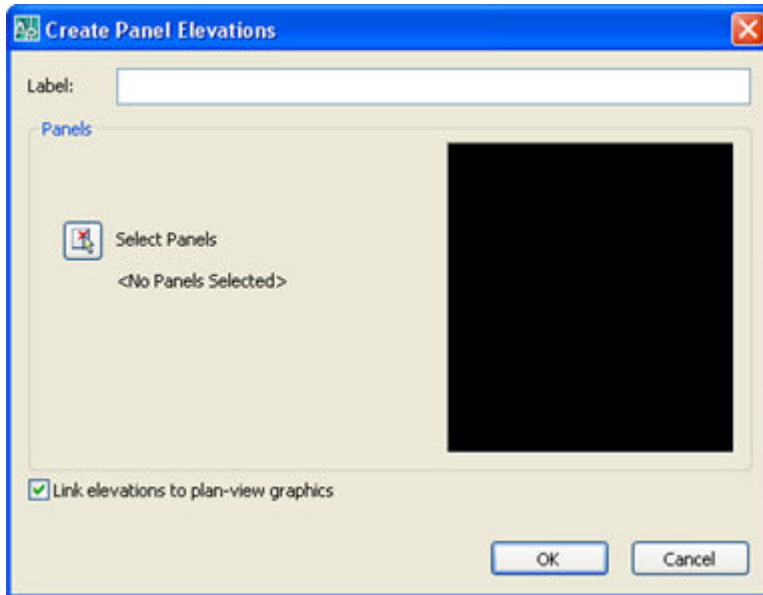 Create Panel Elevations
Label:
Panels
Select Panels
<No Panels Selected>
Link elevations to plan-view graphics
OK
Cancel